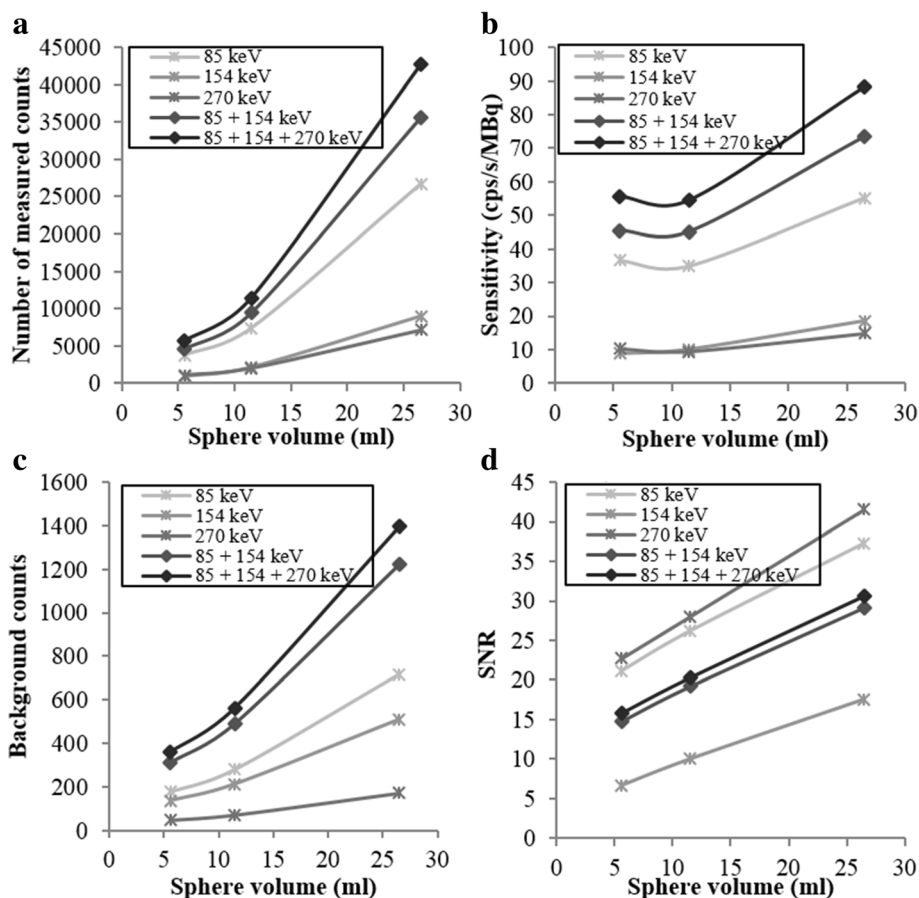 a
Number of measured counts
45000
40000
35000
30000
25000
20000
15000
10000
5000
0
85 keV
154 keV
270 keV
85 + 154 keV
85 + 154 + 270 keV
0 5 10 15 20 25 30
Sphere volume (ml)
b
Sensitivity (cps/s/MBq)
100
90
80
70
60
50
40
30
20
10
0
85 keV
154 keV
270 keV
85 + 154 keV
85 + 154 + 270 keV
0 5 10 15 20 25 30
Sphere volume (ml)
c
Background counts
1600
1400
1200
1000
800
600
400
200
0
85 keV
154 keV
270 keV
85 + 154 keV
85 + 154 + 270 keV
0 5 10 15 20 25 30
Sphere volume (ml)
d
SNR
45
40
35
30
25
20
15
10
5
0
85 keV
154 keV
270 keV
85 + 154 keV
85 + 154 + 270 keV
0 5 10 15 20 25 30
Sphere volume (ml)